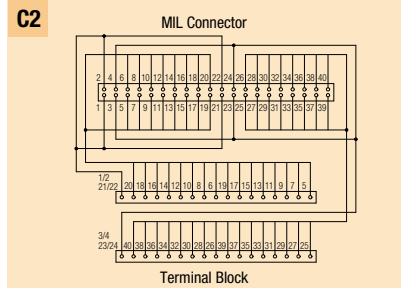 C2
MIL Connector
2 4 6 8 10 12 14 16 18 20 22 24 26 28 30 32 34 36 38 40
1 3 5 7 9 11 13 15 17 19 21 23 25 27 29 31 33 35 37 39
1/2
21/22 20 18 16 14 12 10 8 6 19 17 15 13 11 9 7 5
3/4
23/24 40 38 36 34 32 30 28 26 39 37 35 33 31 29 27 25
Terminal Block